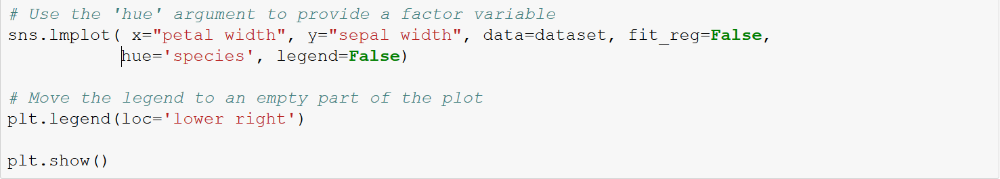 # Use the 'hue' argument to provide a factor variable
sns.lmplot( x="petal width", y="sepal width", data=dataset, fit_reg=False,
           hue='species', legend=False)

# Move the legend to an empty part of the plot
plt.legend(loc='lower right')

plt.show()